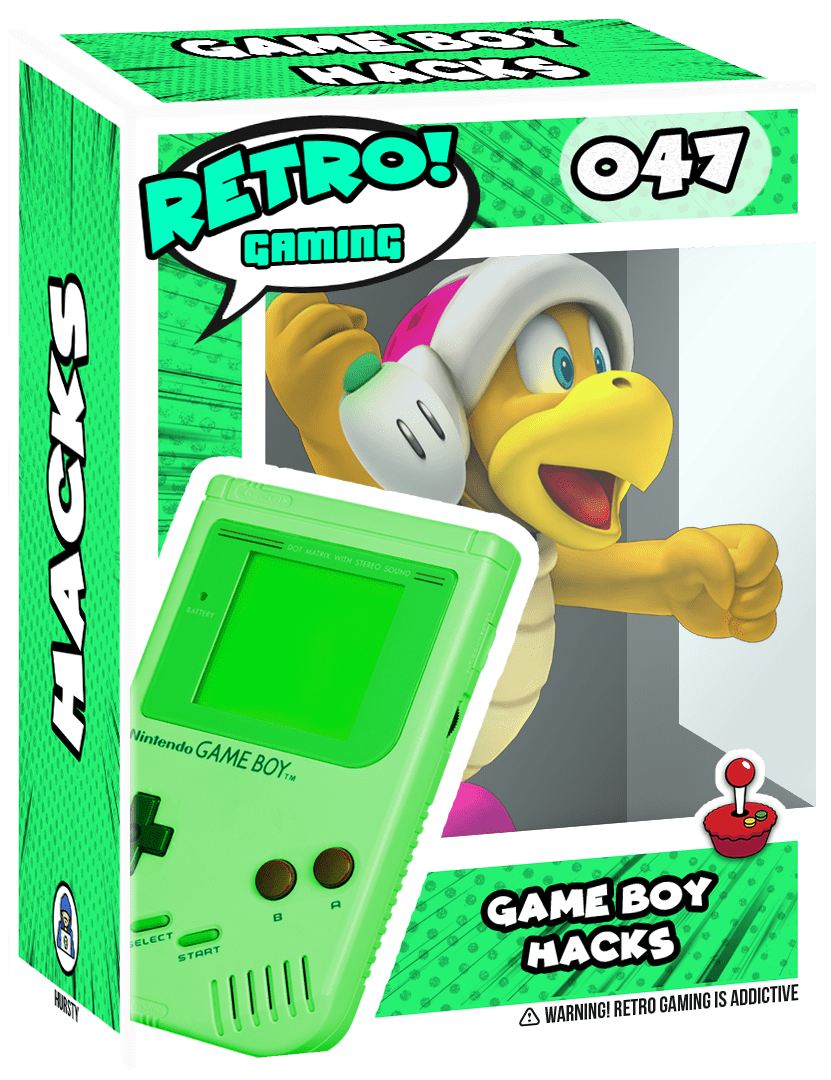 GAME BOY
HACKS
RETRO!
GAMING
047
HACKS
DOT MATRIX WITH STEREO SOUND
BATTERY
Nintendo GAME BOY™
B
A
SELECT
START
GAME BOY
HACKS
HURSTY
WARNING! RETRO GAMING IS ADDICTIVE